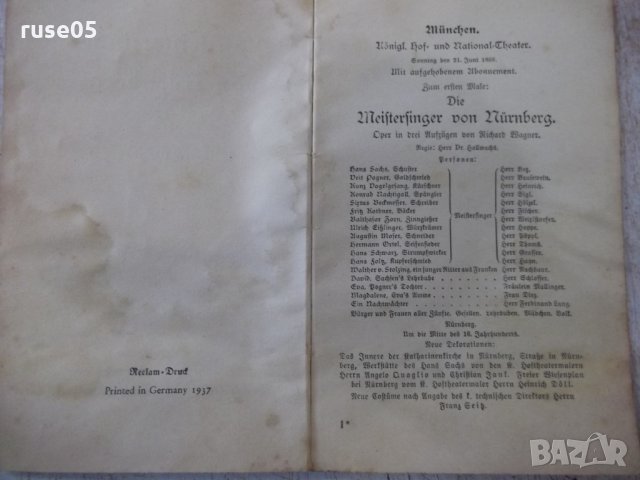 ruse05
Reclam-Druck
Printed in Germany 1937
München.
Königl. Hof- und National-Theater.
Sonntag den 21. Juni 1868.
Mit aufgehobenem Abonnement.
Zum ersten Male:
Die
Meistersinger von Nürnberg.
Oper in drei Aufzügen von Richard Wagner.
Regie: Herr Dr. Hallwachs.
Personen:
Hans Sachs, Schuster Herr Betz.
Veit Pogner, Goldschmied Herr Bausewein.
Kunz Vogelgesang, Kürschner Herr Heinrich.
Konrad Nachtigall, Spängler Herr Sigl.
Sixtus Beckmesser, Schreiber Herr Hölzel.
Fritz Kothner, Bäcker Herr Fischer.
Balthasar Zorn, Zinngießer Meistersinger Herr Weixlstorfer.
Ulrich Eißlinger, Würzkrämer Herr Hoppe.
Augustin Moser, Schneider Herr Pöppl.
Hermann Ortel, Seifensieder Herr Thoms.
Hans Schwarz, Strumpfwirker Herr Grasser.
Hans Foltz, Kupferschmied Herr Hayn.
Walther v. Stolzing, ein junger Ritter aus Franken Herr Nachbaur.
David, Sachsen's Lehrbube Herr Schlosser.
Eva, Pogner's Tochter Fräulein Mallinger.
Magdalene, Eva's Amme Frau Diez.
Ein Nachtwächter Herr Ferdinand Lang.
Bürger und Frauen aller Zünfte. Gesellen. Lehrbuben. Mädchen. Volk.
Nürnberg.
Um die Mitte des 16. Jahrhunderts.
Neue Dekorationen:
Das Innere der Katharinenkirche in Nürnberg, Straße in Nürn-
berg, Werkstätte des Hans Sachs von den k. Hoftheatermalern
Herrn Angelo Quaglio und Christian Jank. Freier Wiesenplan
bei Nürnberg vom k. Hoftheatermaler Herrn Heinrich Döll.
Neue Costüme nach Angabe des k. technischen Direktors Herrn
Franz Seitz.
1*
BAZAR